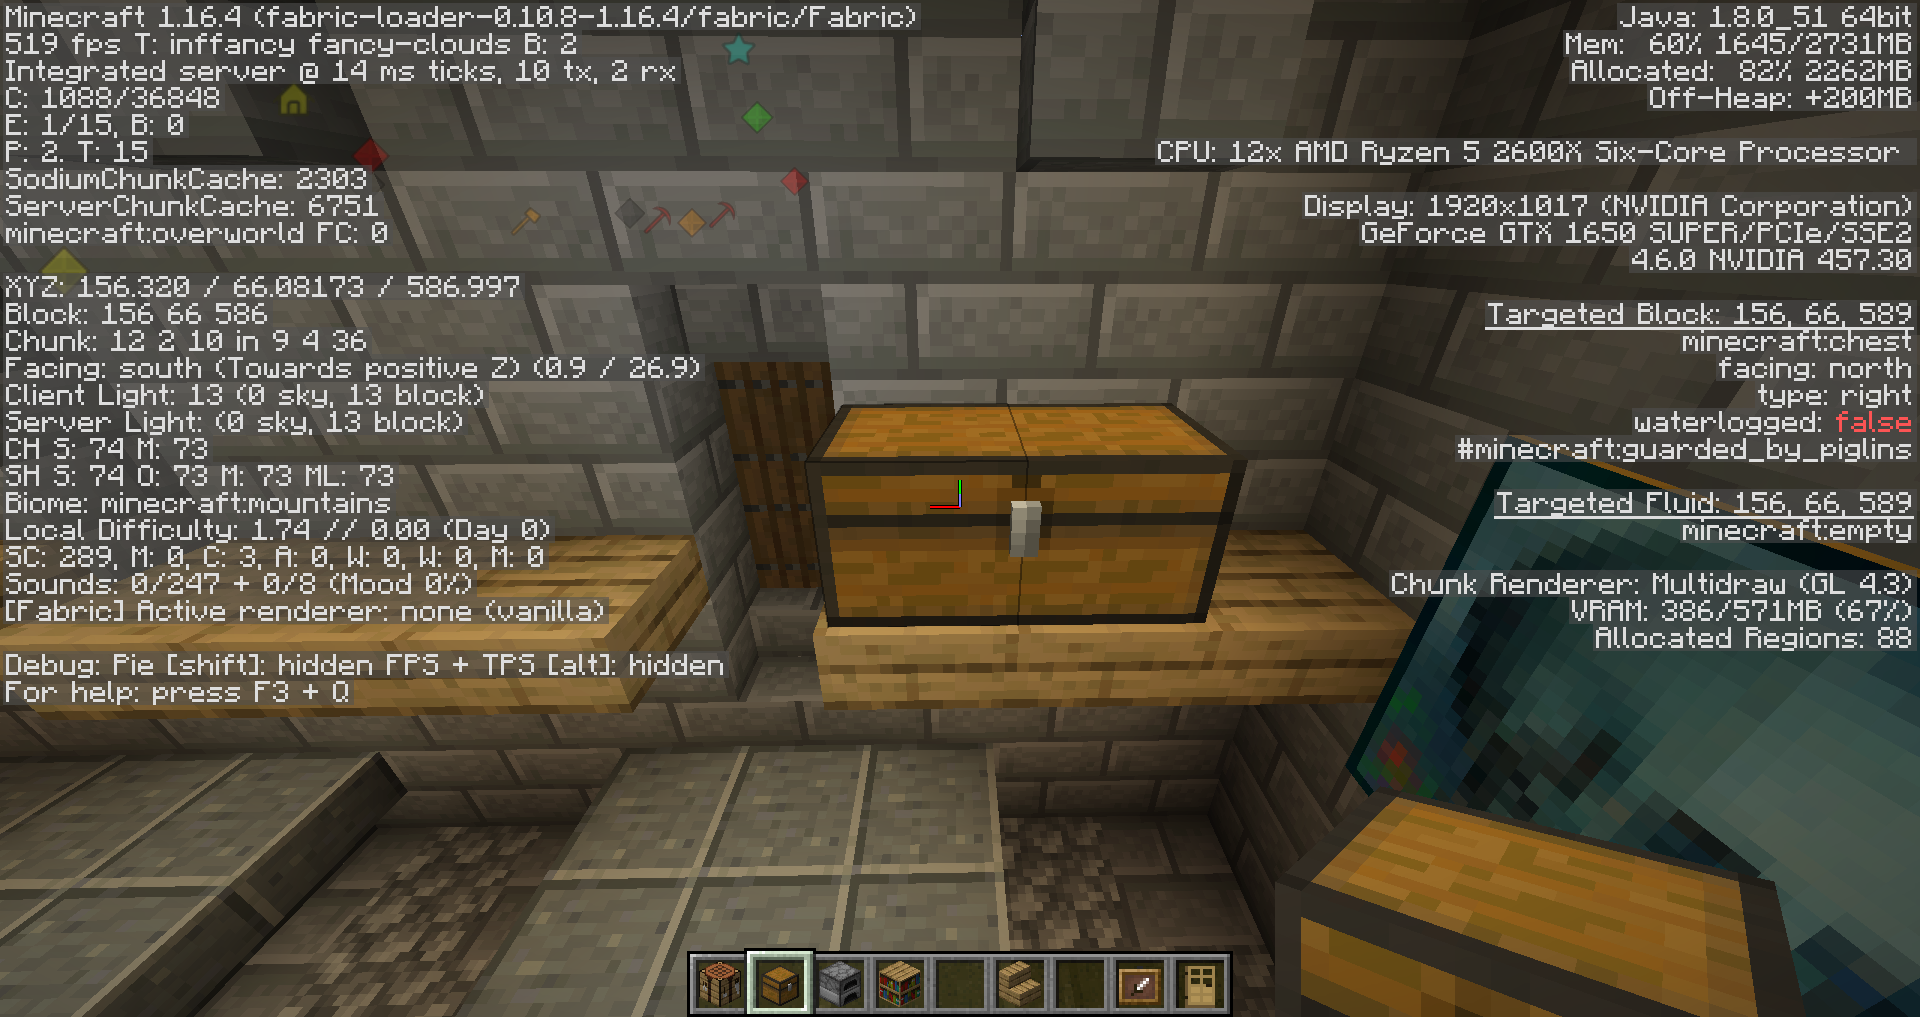 Minecraft 1.16.4 (fabric-loader-0.10.8-1.16.4/fabric/Fabric)
519 fps T: inffancy fancy-clouds B: 2
Integrated server @ 14 ms ticks, 10 tx, 2 rx
C: 1088/36848
E: 1/15, B: 0
P: 2. T: 15
SodiumChunkCache: 2303
ServerChunkCache: 6751
minecraft:overworld FC: 0
XYZ: 156.320 / 66.08173 / 586.997
Block: 156 66 586
Chunk: 12 2 10 in 9 4 36
Facing: south (Towards positive Z) (0.9 / 26.9)
Client Light: 13 (0 sky, 13 block)
Server Light: (0 sky, 13 block)
CH S: 74 M: 73
SH S: 74 O: 73 M: 73 ML: 73
Biome: minecraft:mountains
Local Difficulty: 1.74 // 0.00 (Day 0)
SC: 289, M: 0, C: 3, A: 0, W: 0, W: 0, M: 0
Sounds: 0/247 + 0/8 (Mood 0%)
[Fabric] Active renderer: none (vanilla)
Debug: Pie [shift]: hidden FPS + TPS [alt]: hidden
For help: press F3 + Q
Java: 1.8.0_51 64bit
Mem: 60% 1645/2731MB
Allocated: 82% 2262MB
Off-Heap: +200MB
CPU: 12x AMD Ryzen 5 2600X Six-Core Processor
Display: 1920x1017 (NVIDIA Corporation)
GeForce GTX 1650 SUPER/PCIe/SSE2
4.6.0 NVIDIA 457.30
Targeted Block: 156, 66, 589
minecraft:chest
facing: north
type: right
waterlogged: false
#minecraft:guarded_by_piglins
Targeted Fluid: 156, 66, 589
minecraft:empty
Chunk Renderer: Multidraw (GL 4.3)
VRAM: 386/571MB (67%)
Allocated Regions: 88